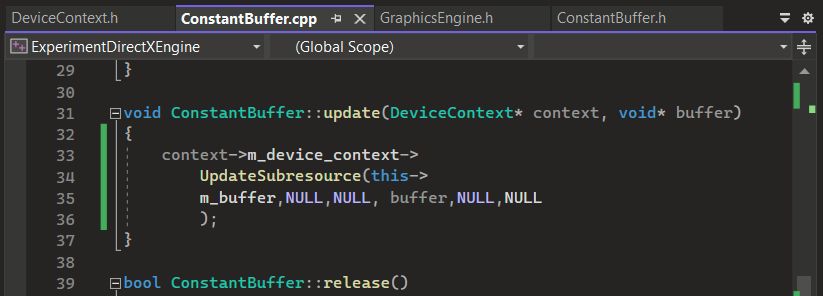 DeviceContext.h ConstantBuffer.cpp GraphicsEngine.h ConstantBuffer.h
ExperimentDirectXEngine (Global Scope)
29 }
30
31 void ConstantBuffer::update(DeviceContext* context, void* buffer)
32 {
33 context->m_device_context->
34 UpdateSubresource(this->
35 m_buffer,NULL,NULL, buffer,NULL,NULL
36 );
37 }
38
39 bool ConstantBuffer::release()